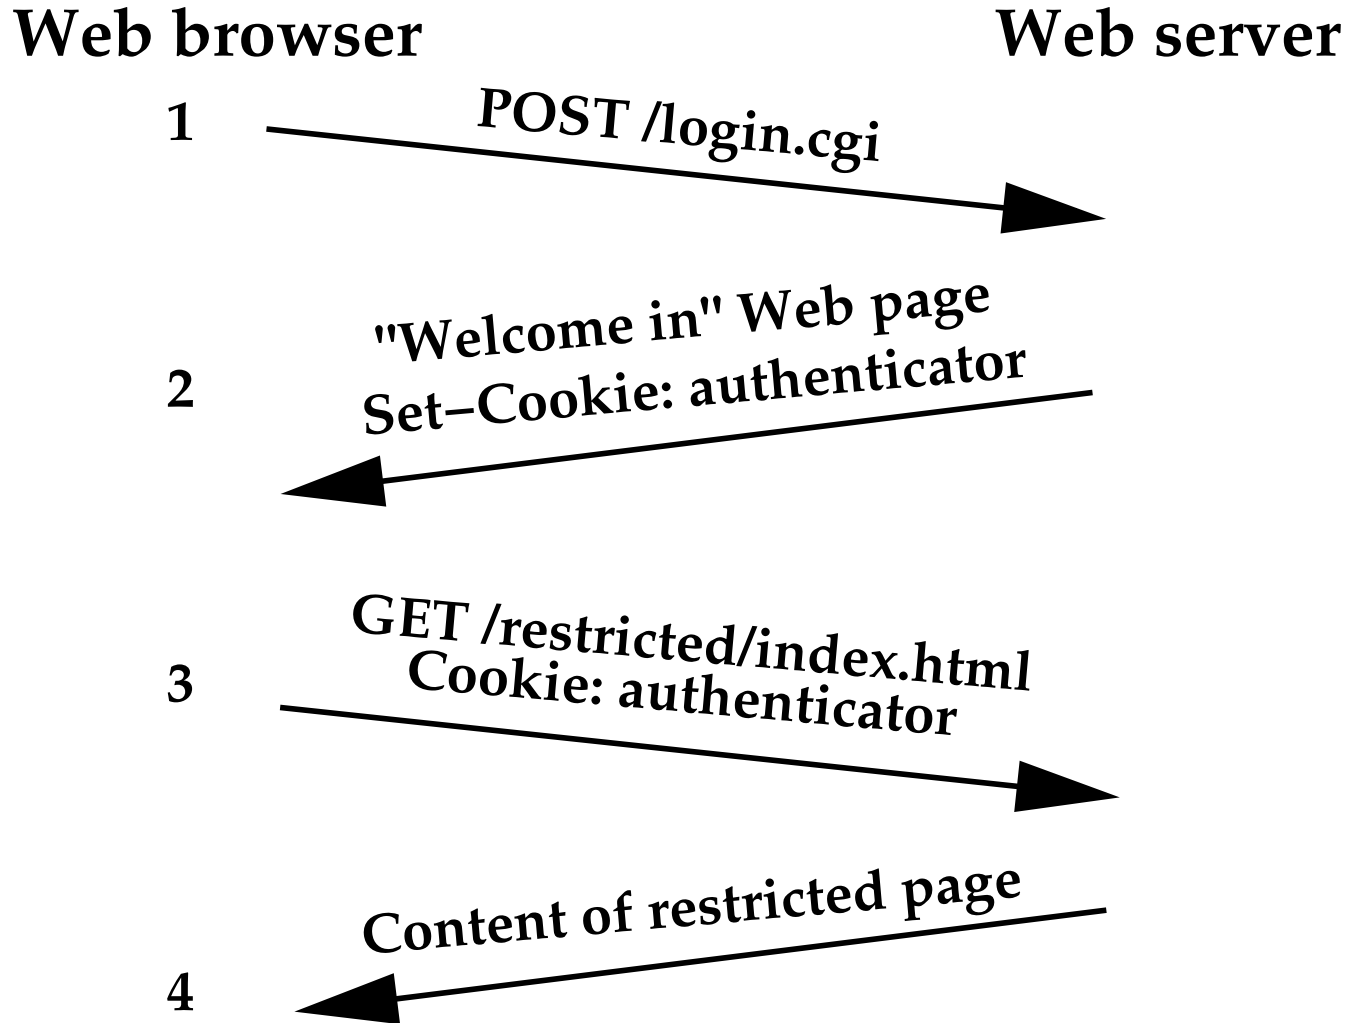 Web browser
Web server
1
POST /login.cgi
"Welcome in" Web page
2
Set−Cookie: authenticator
GET /restricted/index.html
3
Cookie: authenticator
Content of restricted page
4